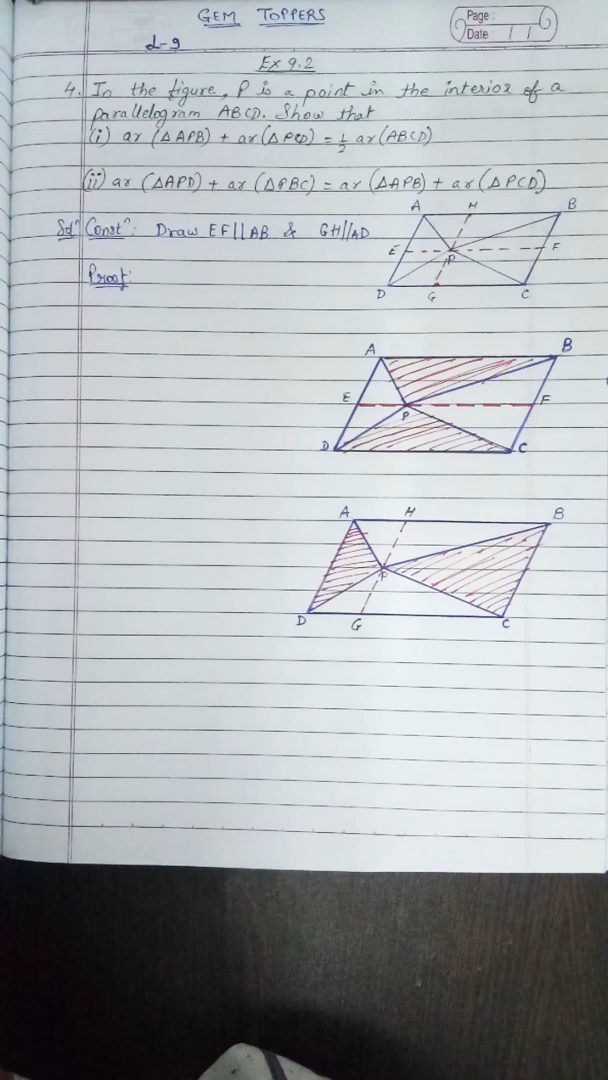 GEM TOPPERS
Page:
Date: / /
L-9
Ex 9.2
4. In the figure, P is a point in the interior of a
parallelogram ABCD. Show that
(i) ar (ΔAPB) + ar (ΔPCD) = 1/2 ar (ABCD)
(ii) ar (ΔAPD) + ar (ΔPBC) = ar (ΔAPB) + ar (ΔPCD)
Solⁿ Constⁿ: Draw EF||AB & GH||AD
Proof:
A H B
E P F
D G C
A B
E P F
D C
A H B
P
D G C